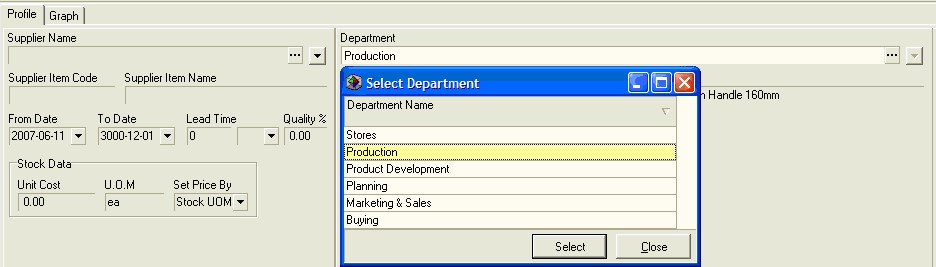 Profile
Graph
Supplier Name
Supplier Item Code Supplier Item Name
From Date To Date Lead Time Quality %
2007-06-11 3000-12-01 0 0.00
Stock Data
Unit Cost U.O.M Set Price By
0.00 ea Stock UOM
Department
Production
Handle 160mm
Select Department
Department Name
Stores
Production
Product Development
Planning
Marketing & Sales
Buying
Select
Close